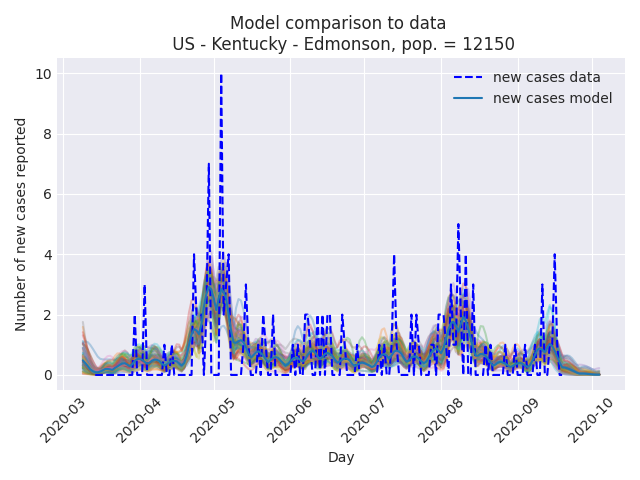 Model comparison to data
US - Kentucky - Edmonson, pop. = 12150
new cases data
new cases model
Number of new cases reported
10
8
6
4
2
0
2020-03
2020-04
2020-05
2020-06
2020-07
2020-08
2020-09
2020-10
Day